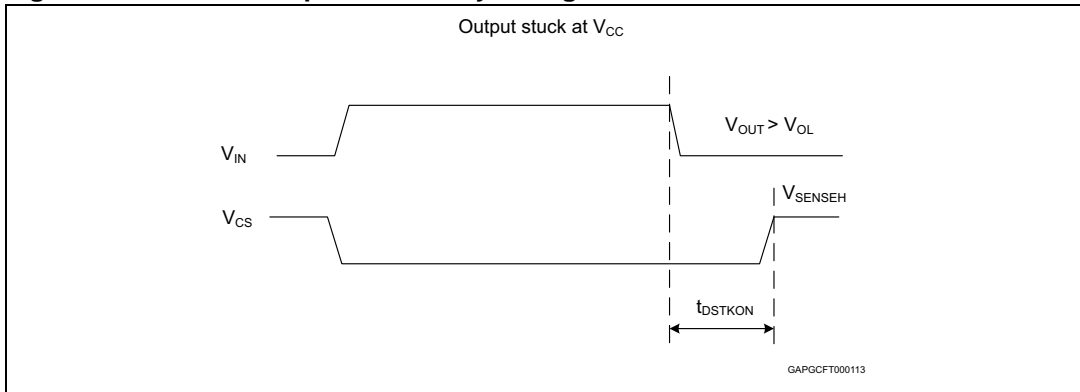 Output stuck at VCC
VOUT > VOL
VIN
VSENSEH
VCS
tDSTKON
GAPGCFT000113